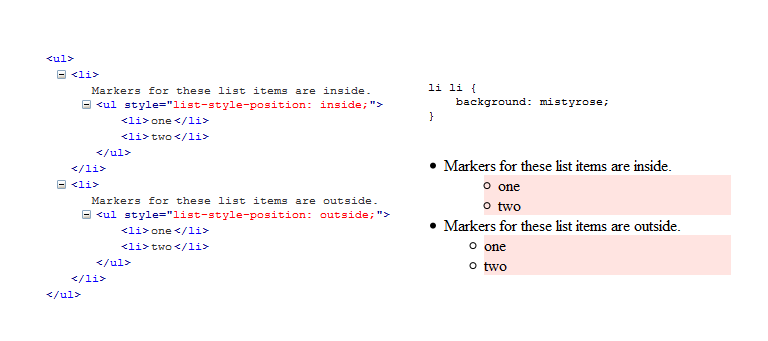 <ul>
<li>
Markers for these list items are inside.
<ul style="list-style-position: inside;">
<li>one</li>
<li>two</li>
</ul>
</li>
<li>
Markers for these list items are outside.
<ul style="list-style-position: outside;">
<li>one</li>
<li>two</li>
</ul>
</li>
</ul>
li li {
background: mistyrose;
}
Markers for these list items are inside.
one
two
Markers for these list items are outside.
one
two